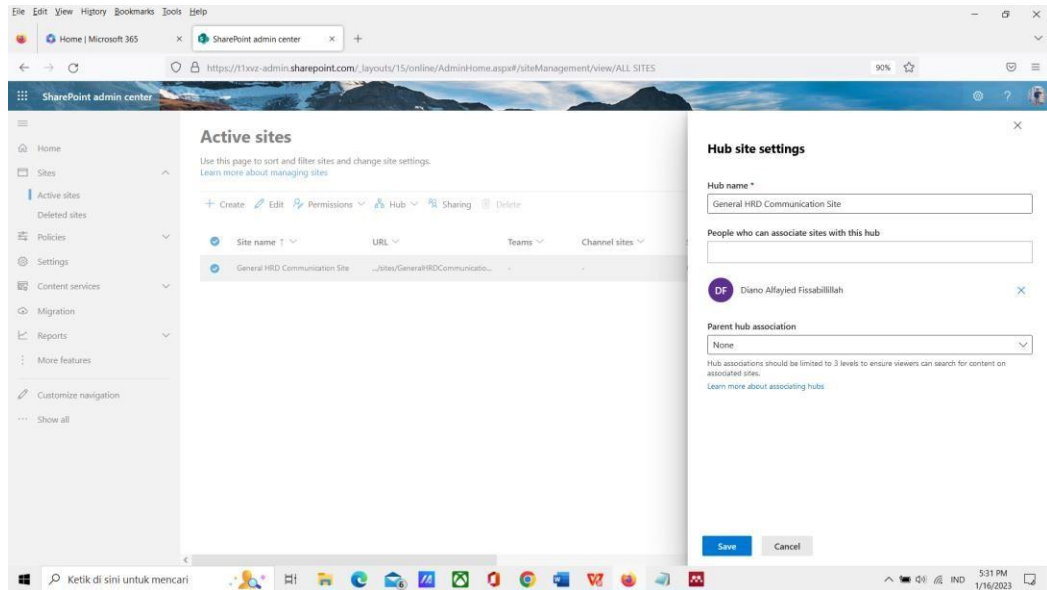 File Edit View History Bookmarks Tools Help
Home | Microsoft 365
SharePoint admin center
https://t1xvz-admin.sharepoint.com/_layouts/15/online/AdminHome.aspx#/siteManagement/view/ALL SITES
90%
SharePoint admin center
Home
Sites
Active sites
Deleted sites
Policies
Settings
Content services
Migration
Reports
More features
Customize navigation
Show all
Active sites
Use this page to sort and filter sites and change site settings.
Learn more about managing sites
Create Edit Permissions Hub Sharing Delete
Site name ↑ URL Teams Channel sites
General HRD Communication Site .../sites/GeneralHRDCommunicatio... - -
Hub site settings
Hub name *
General HRD Communication Site
People who can associate sites with this hub
DF Diano Alfayied Fissabillillah
Parent hub association
None
Hub associations should be limited to 3 levels to ensure viewers can search for content on
associated sites.
Learn more about associating hubs
Save Cancel
Ketik di sini untuk mencari
IND
5:31 PM
1/16/2023